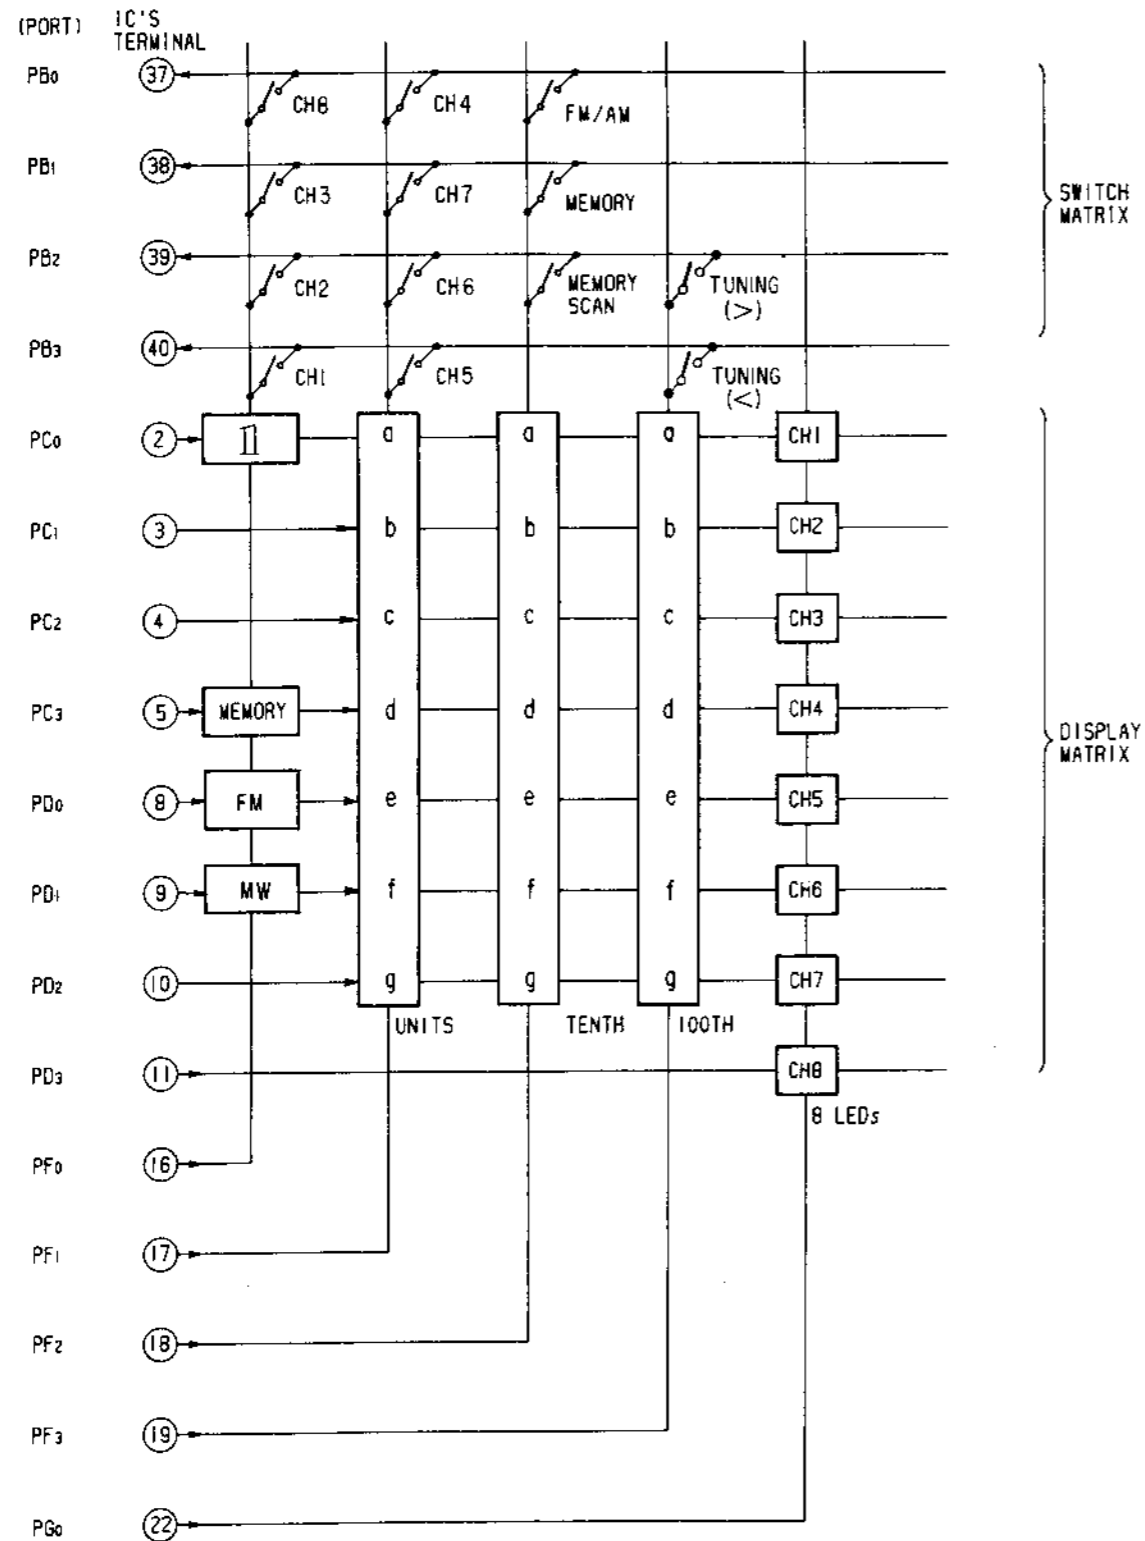 (PORT) IC'S TERMINAL
PB0 37 CH8 CH4 FM/AM
PB1 38 CH3 CH7 MEMORY
SWITCH MATRIX
PB2 39 CH2 CH6 MEMORY SCAN TUNING (>)
PB3 40 CH1 CH5 TUNING (<)
PC0 2 1 a a a CH1
PC1 3 b b b CH2
PC2 4 c c c CH3
PC3 5 MEMORY d d d CH4
DISPLAY MATRIX
PD0 8 FM e e e CH5
PD1 9 MW f f f CH6
PD2 10 g g g CH7
UNITS TENTH 100TH
PD3 11 CH8
8 LEDs
PF0 16
PF1 17
PF2 18
PF3 19
PG0 22